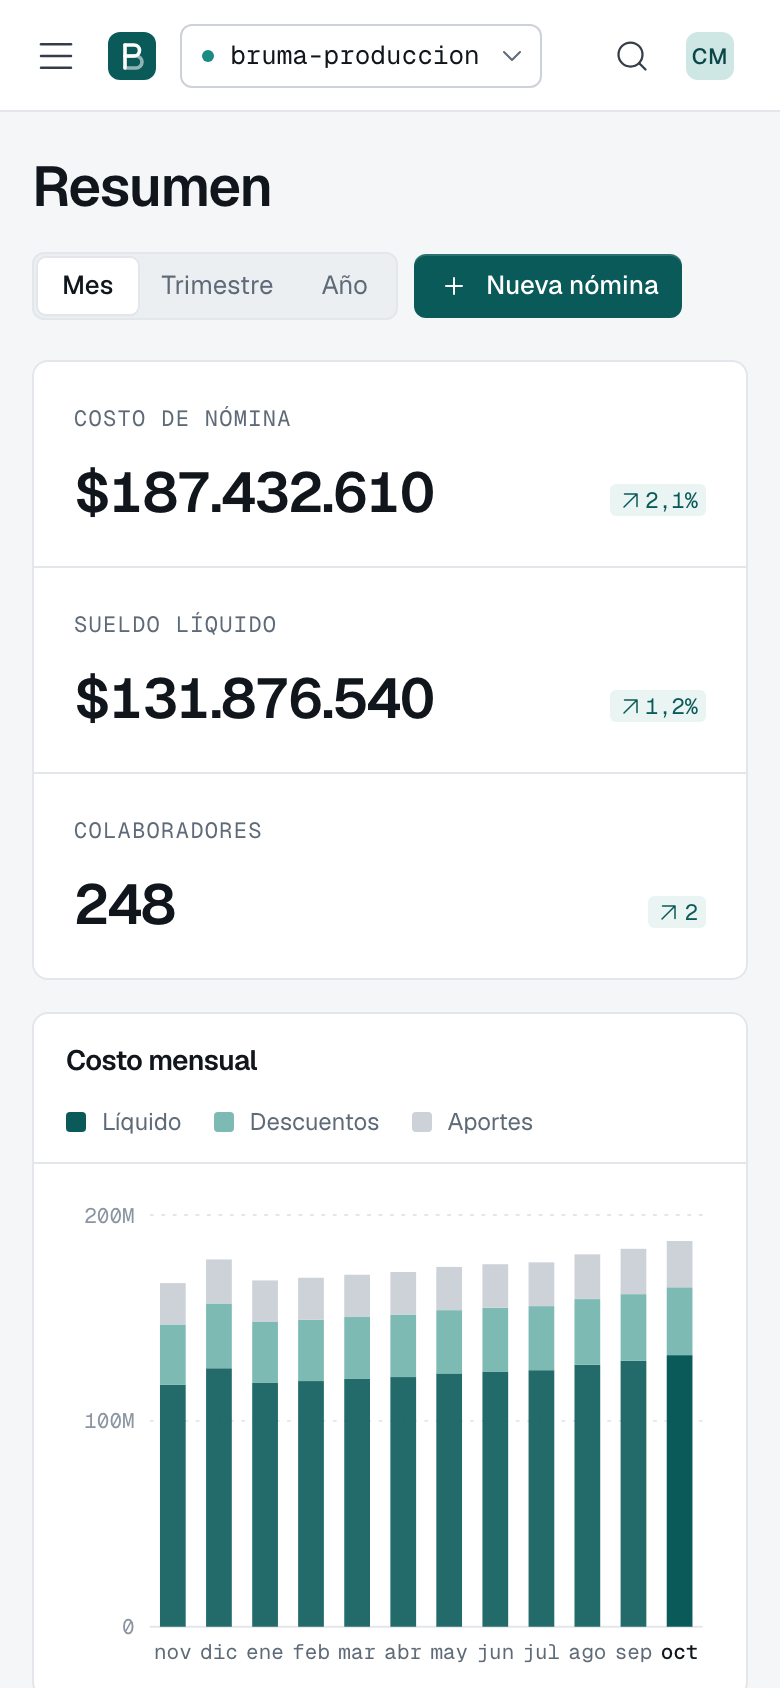 B bruma-produccion CM
Resumen
Mes Trimestre Año + Nueva nómina
COSTO DE NÓMINA
$187.432.610 2,1%
SUELDO LÍQUIDO
$131.876.540 1,2%
COLABORADORES
248 2
Costo mensual
Líquido Descuentos Aportes
200M
100M
0
nov dic ene feb mar abr may jun jul ago sep oct